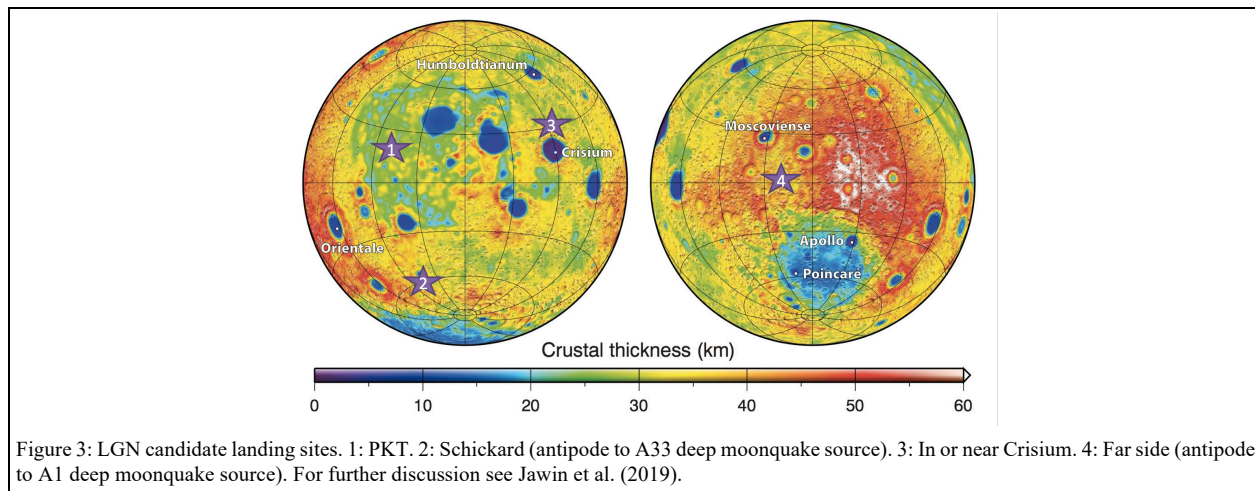 Humboldtianum
3
1
Crisium
Orientale
2
Moscoviense
4
Apollo
Poincaré
Crustal thickness (km)
0 10 20 30 40 50 60
Figure 3: LGN candidate landing sites. 1: PKT. 2: Schickard (antipode to A33 deep moonquake source). 3: In or near Crisium. 4: Far side (antipode
to A1 deep moonquake source). For further discussion see Jawin et al. (2019).